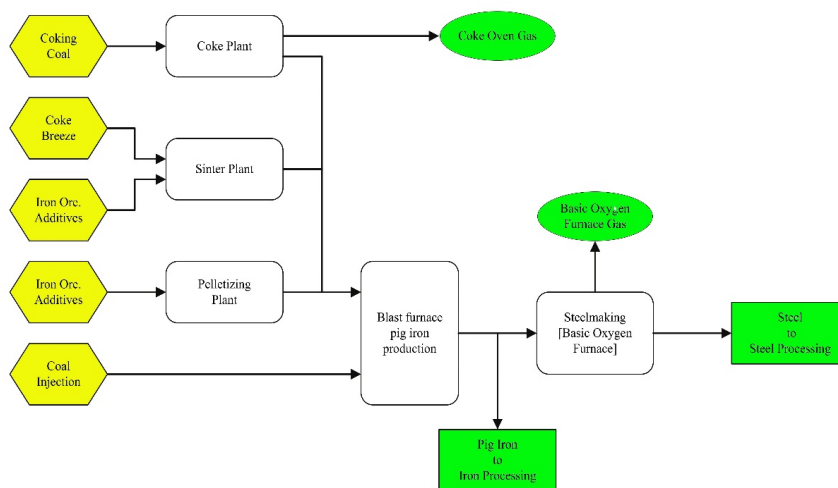 Coking
Coal
Coke Plant
Coke Oven Gas
Coke
Breeze
Sinter Plant
Iron Orc.
Additives
Basic Oxygen
Furnace Gas
Iron Orc.
Additives
Pelletizing
Plant
Blast furnace
pig iron
production
Steelmaking
[Basic Oxygen
Furnace]
Steel
to
Steel Processing
Coal
Injection
Pig Iron
to
Iron Processing